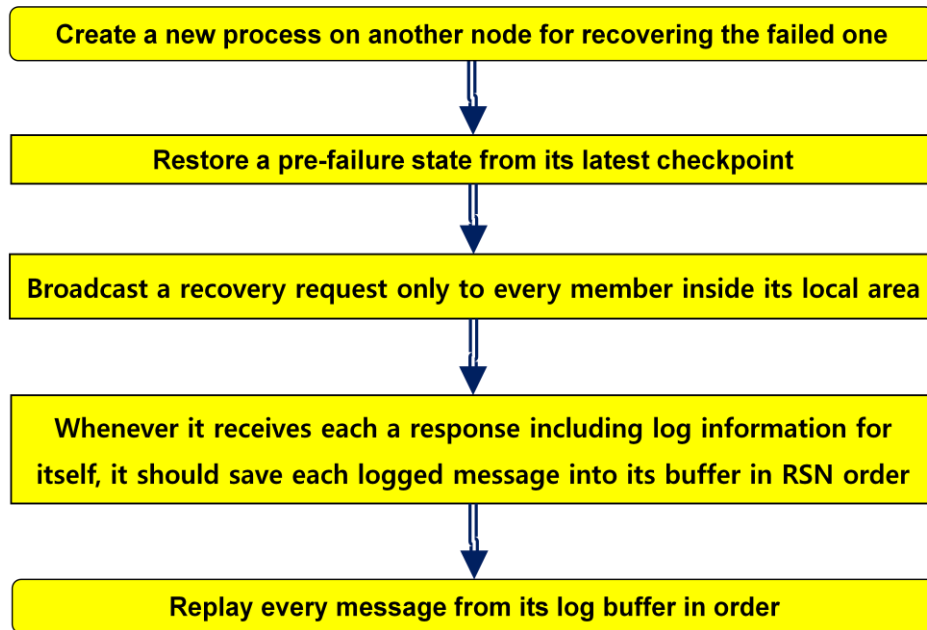 Create a new process on another node for recovering the failed one
Restore a pre-failure state from its latest checkpoint
Broadcast a recovery request only to every member inside its local area
Whenever it receives each a response including log information for
itself, it should save each logged message into its buffer in RSN order
Replay every message from its log buffer in order